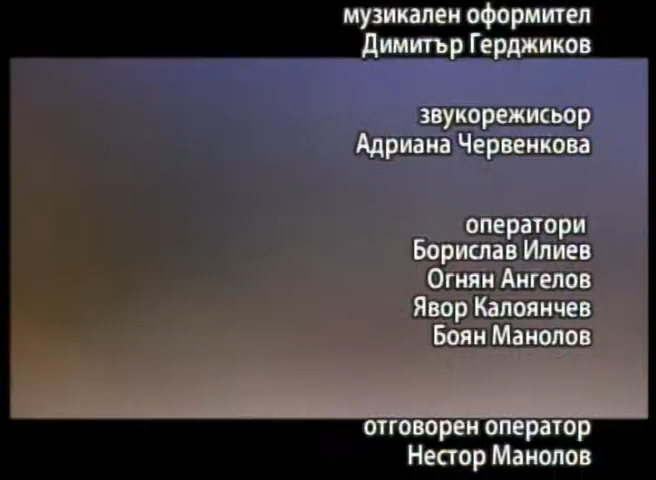 музикален оформител
Димитър Герджиков
звукорежисьор
Адриана Червенкова
оператори
Борислав Илиев
Огнян Ангелов
Явор Калоянчев
Боян Манолов
отговорен оператор
Нестор Манолов